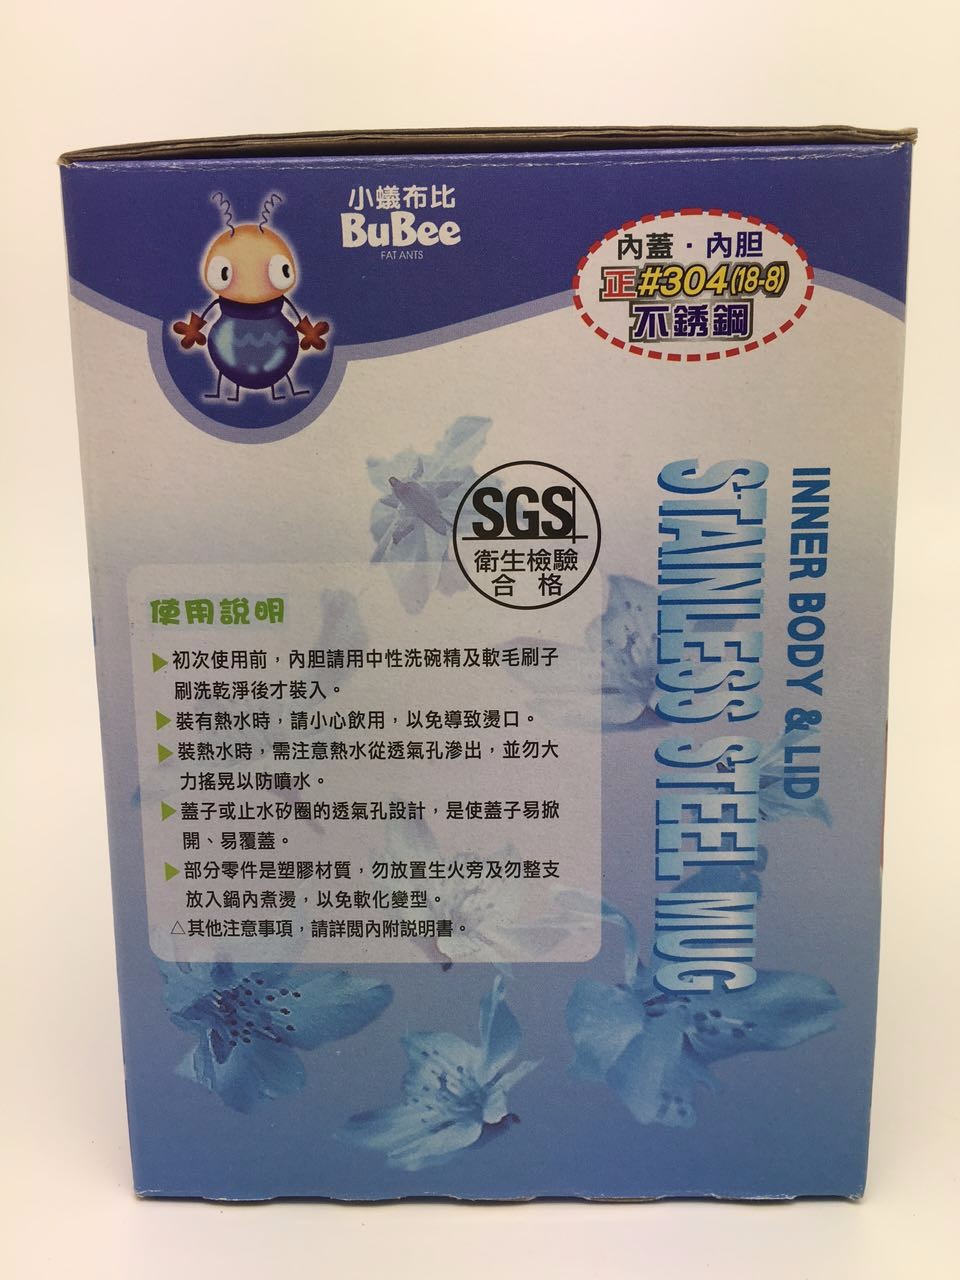 小蟻布比
BuBee
FAT ANTS
內蓋・內胆
正#304(18-8)
不銹鋼
SGS
衛生檢驗
合格
INNER BODY & LID
STAINLESS STEEL MUG
使用說明
▶初次使用前，內胆請用中性洗碗精及軟毛刷子
刷洗乾淨後才裝入。
▶裝有熱水時，請小心飲用，以免導致燙口。
▶裝熱水時，需注意熱水從透氣孔滲出，並勿大
力搖晃以防噴水。
▶蓋子或止水矽圈的透氣孔設計，是使蓋子易掀
開、易覆蓋。
▶部分零件是塑膠材質，勿放置生火旁及勿整支
放入鍋內煮燙，以免軟化變型。
△其他注意事項，請詳閱內附說明書。